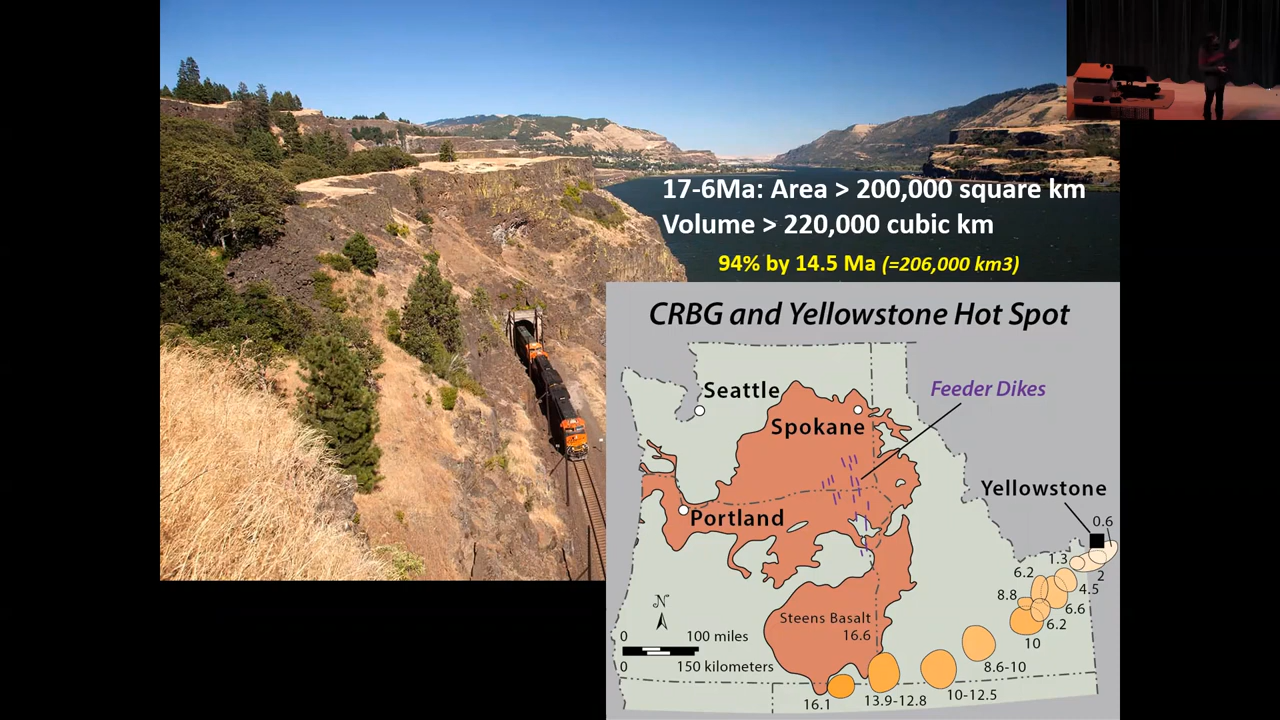 17-6Ma: Area > 200,000 square km
Volume > 220,000 cubic km
94% by 14.5 Ma (=206,000 km3)
CRBG and Yellowstone Hot Spot
Seattle
Feeder Dikes
Spokane
Yellowstone
Portland
0.6
1.3
2
6.2
4.5
8.8
6.6
6.2
N
Steens Basalt
16.6
0 100 miles
10
0 150 kilometers
8.6-10
16.1
13.9-12.8
10-12.5